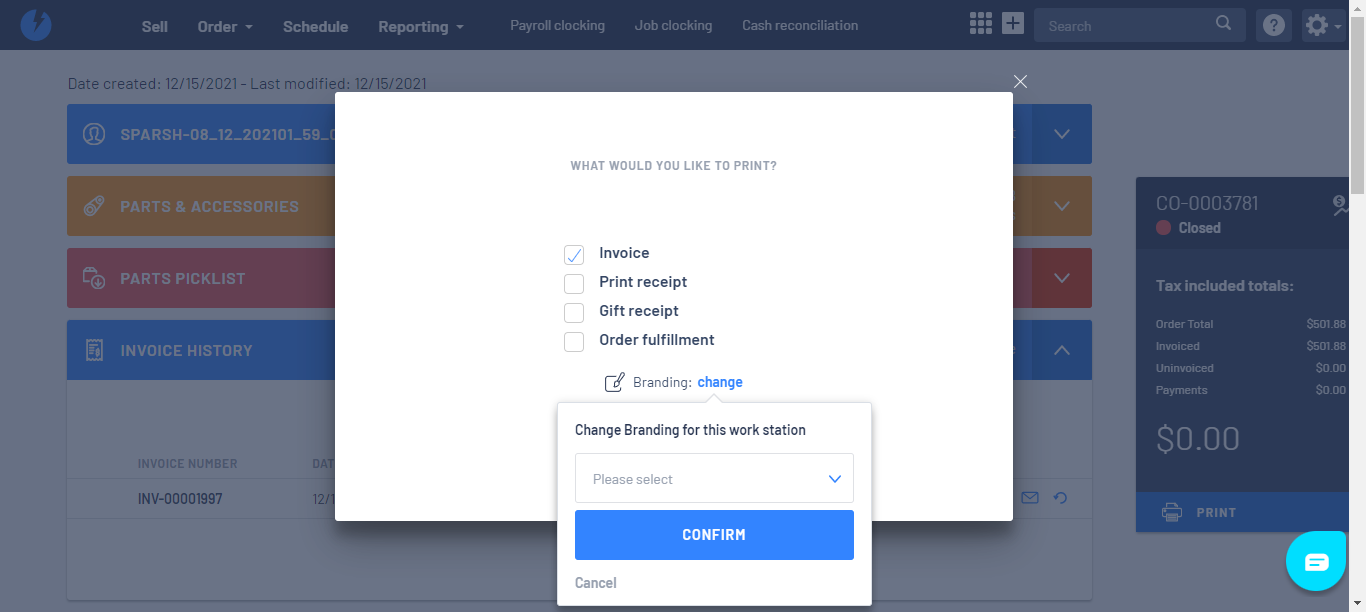 Sell Order Schedule Reporting Payroll clocking Job clocking Cash reconciliation Search
Date created: 12/15/2021 - Last modified: 12/15/2021
SPARSH-08_12_202101_59_
PARTS & ACCESSORIES
PARTS PICKLIST
INVOICE HISTORY
INVOICE NUMBER
INV-00001997 12/1
WHAT WOULD YOU LIKE TO PRINT?
Invoice
Print receipt
Gift receipt
Order fulfillment
Branding: change
Change Branding for this work station
Please select
CONFIRM
Cancel
CO-0003781
Closed
Tax included totals:
Order Total $501.88
Invoiced $501.88
Uninvoiced $0.00
Payments $0.00
$0.00
PRINT